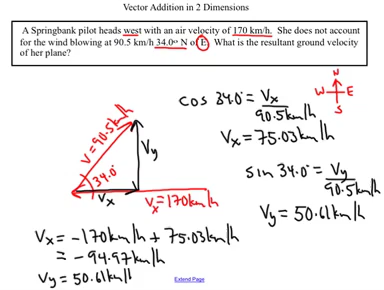 Vector Addition in 2 Dimensions
A Springbank pilot heads west with an air velocity of 170 km/h. She does not account
for the wind blowing at 90.5 km/h 34.0º N of E. What is the resultant ground velocity
of her plane?
N
W E
S
cos 34.0° = Vx / 90.5km/h
Vx = 75.03km/h
V = 90.5km/h
34.0°
Vy
Vx
Vx = 170km/h
sin 34.0° = Vy / 90.5km/h
Vy = 50.61km/h
Vx = -170km/h + 75.03km/h
= -94.97km/h
Vy = 50.61km/h
Extend Page